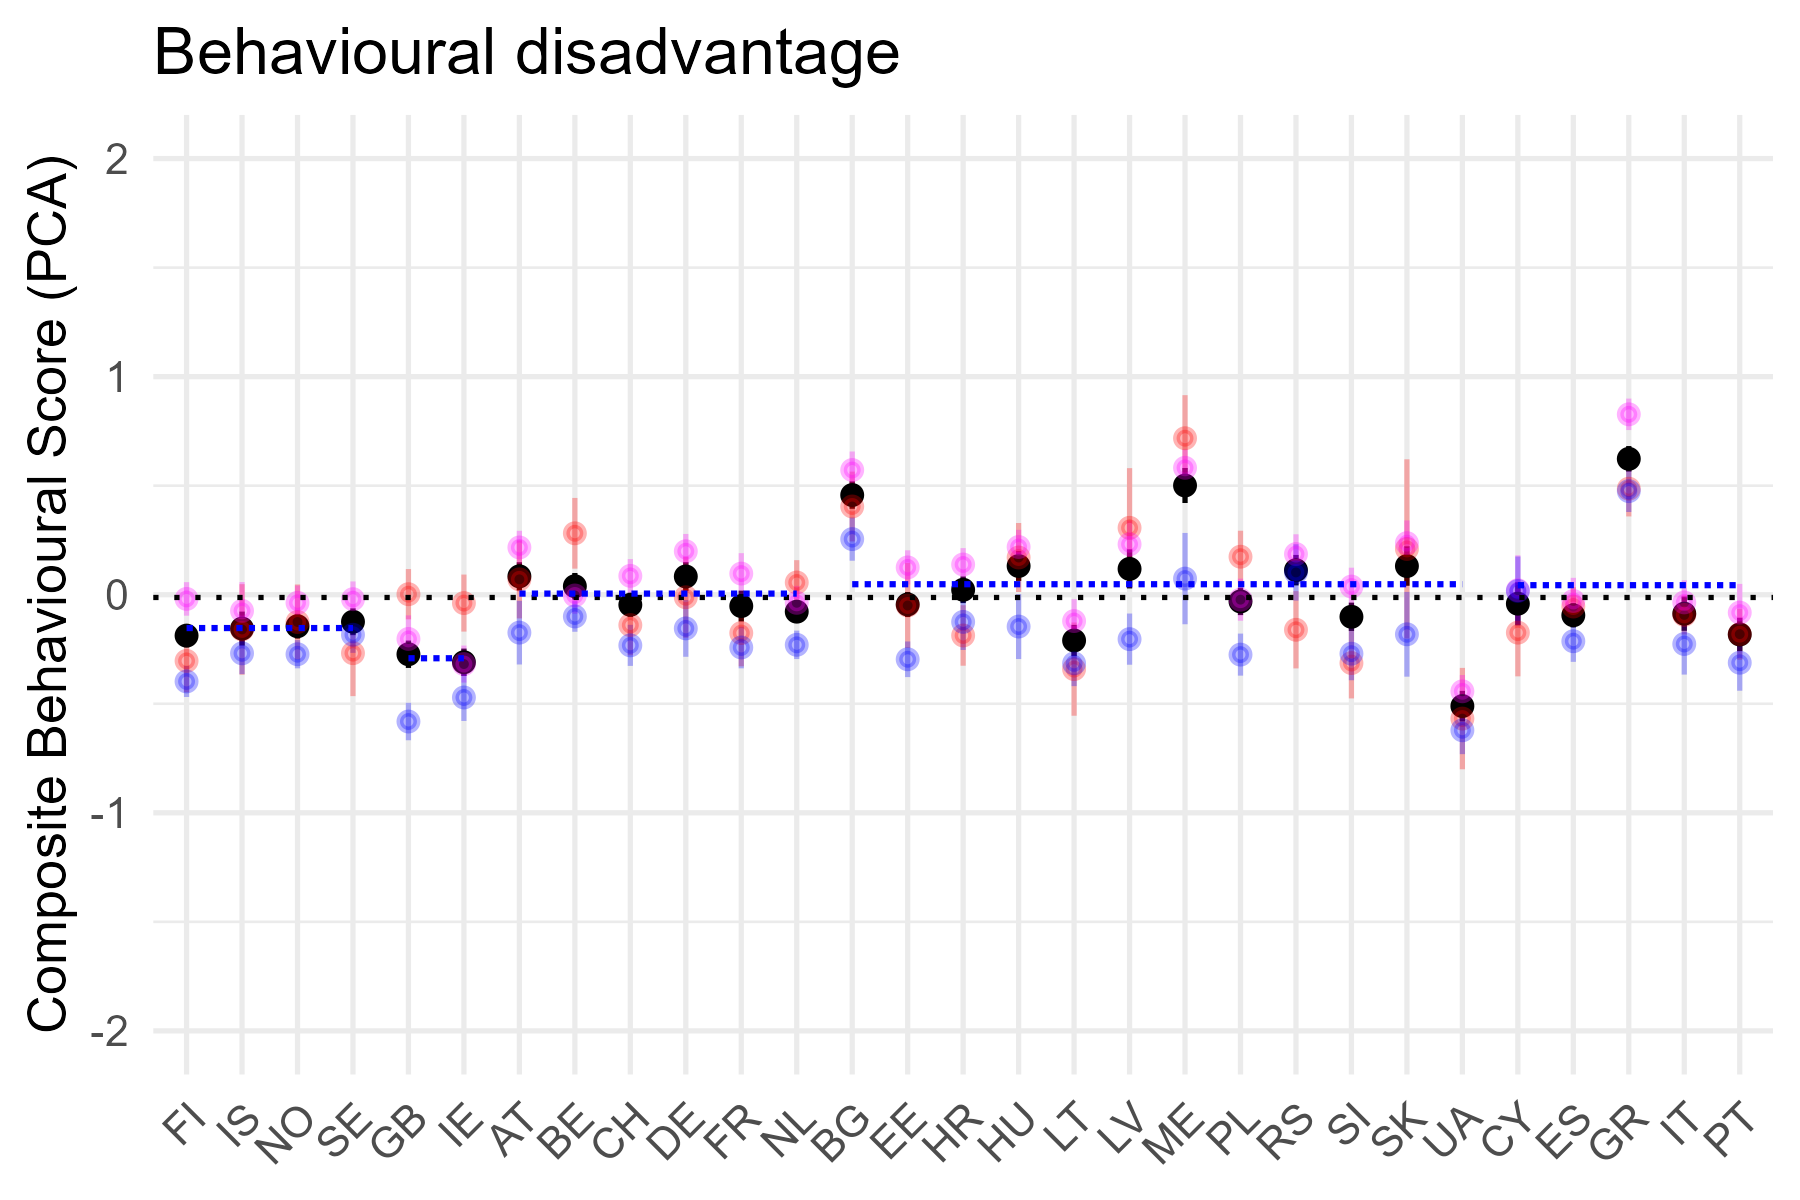 Behavioural disadvantage
Composite Behavioural Score (PCA)
2
1
0
-1
-2
FI IS NO SE GB IE AT BE CH DE FR NL BG EE HR HU LT LV ME PL RS SI SK UA CY ES GR IT PT